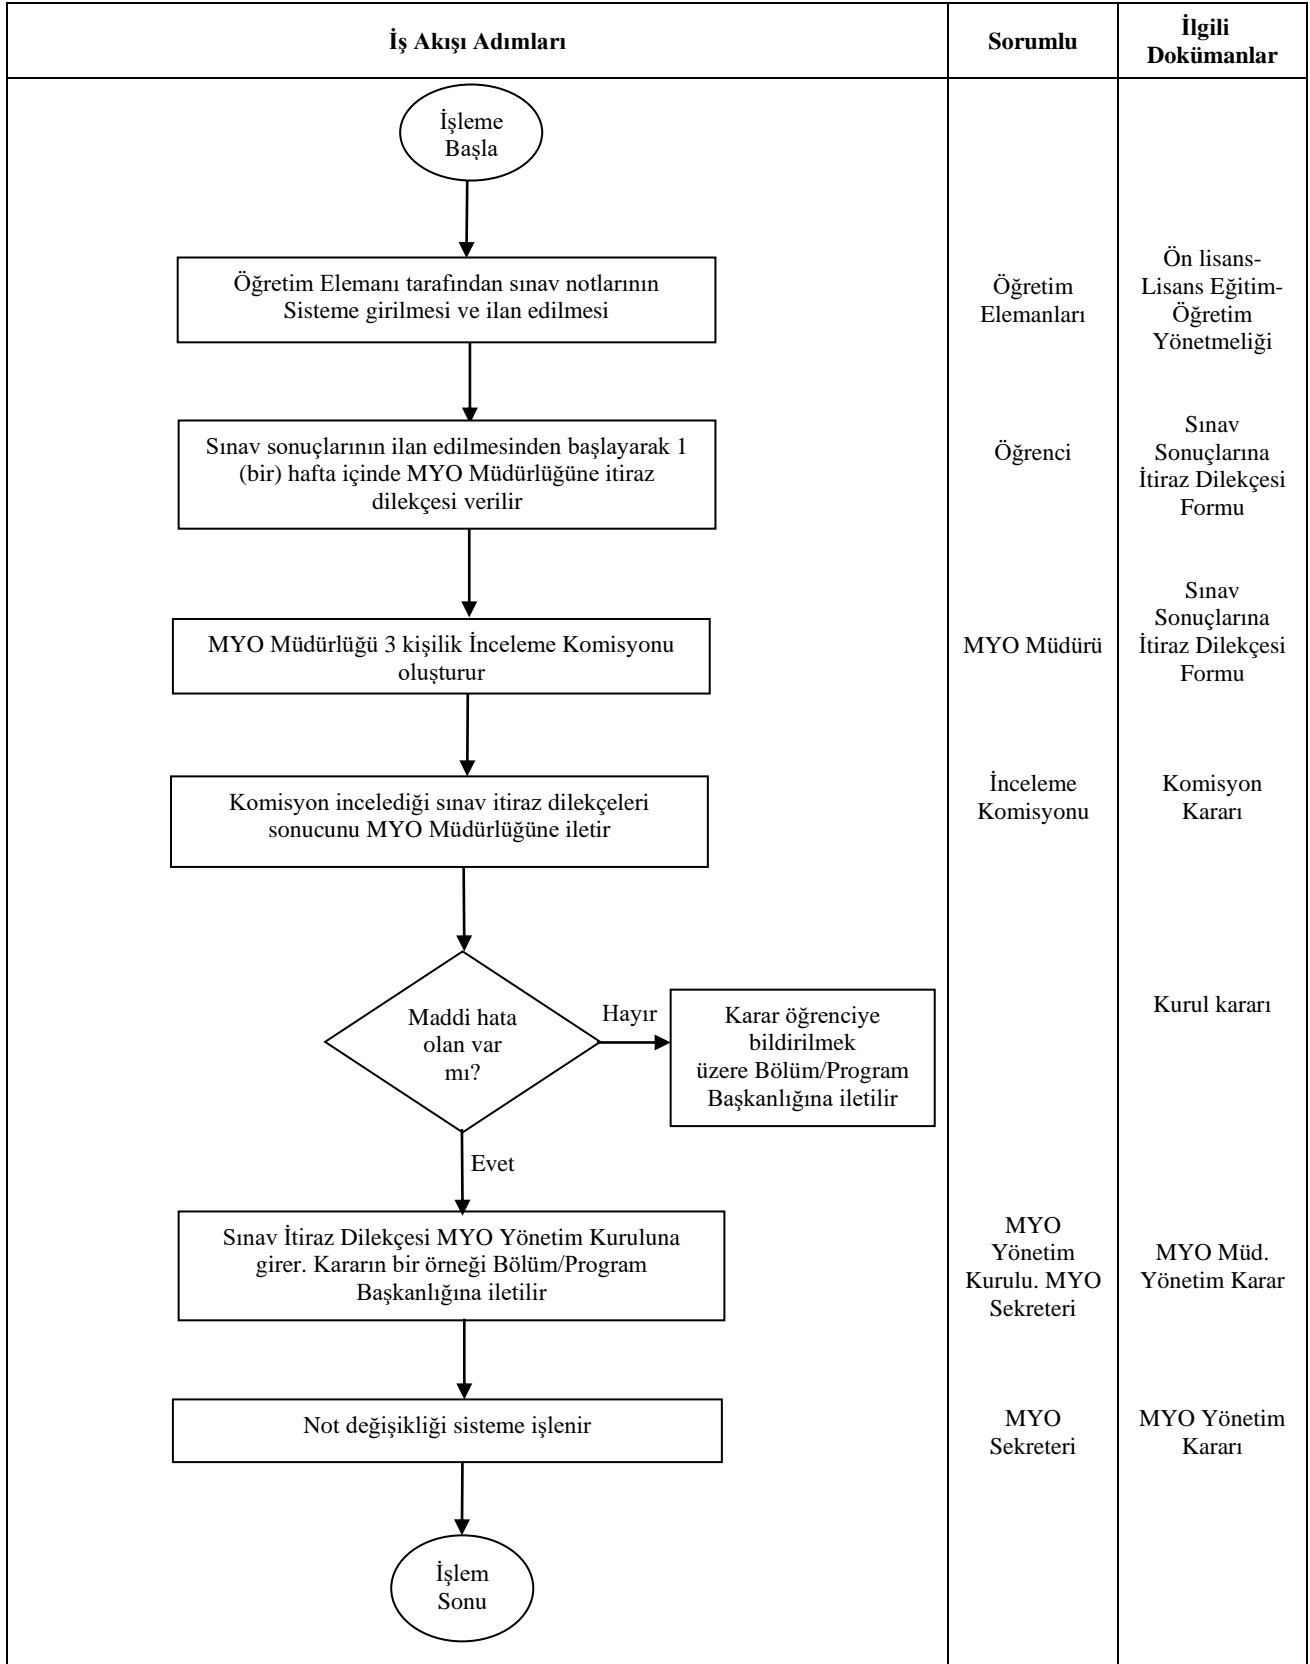 İş Akışı Adımları
Sorumlu
İlgili
Dokümanlar
İşleme
Başla
Öğretim Elemanı tarafından sınav notlarının
Sisteme girilmesi ve ilan edilmesi
Öğretim
Elemanları
Ön lisans-
Lisans Eğitim-
Öğretim
Yönetmeliği
Sınav sonuçlarının ilan edilmesinden başlayarak 1
(bir) hafta içinde MYO Müdürlüğüne itiraz
dilekçesi verilir
Öğrenci
Sınav
Sonuçlarına
İtiraz Dilekçesi
Formu
MYO Müdürlüğü 3 kişilik İnceleme Komisyonu
oluşturur
MYO Müdürü
Sınav
Sonuçlarına
İtiraz Dilekçesi
Formu
Komisyon incelediği sınav itiraz dilekçeleri
sonucunu MYO Müdürlüğüne iletir
İnceleme
Komisyonu
Komisyon
Kararı
Maddi hata
olan var
mı?
Hayır
Karar öğrenciye
bildirilmek
üzere Bölüm/Program
Başkanlığına iletilir
Kurul kararı
Evet
Sınav İtiraz Dilekçesi MYO Yönetim Kuruluna
girer. Kararın bir örneği Bölüm/Program
Başkanlığına iletilir
MYO
Yönetim
Kurulu. MYO
Sekreteri
MYO Müd.
Yönetim Karar
Not değişikliği sisteme işlenir
MYO
Sekreteri
MYO Yönetim
Kararı
İşlem
Sonu